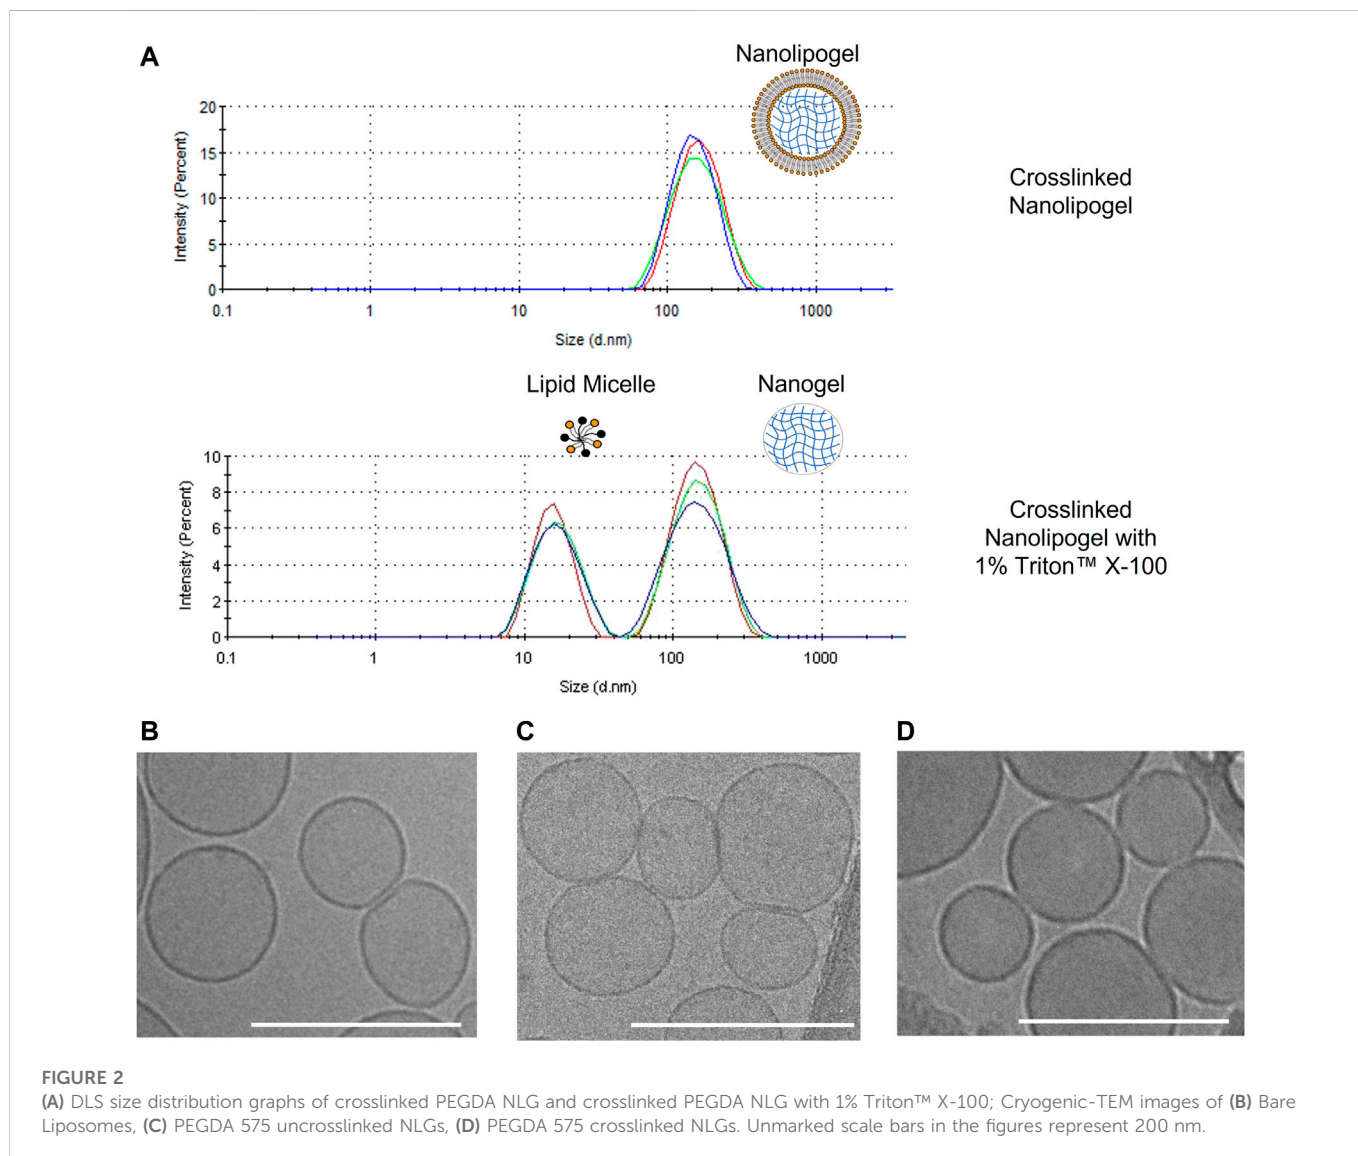 A
Nanolipogel
20
15
10
5
0
Intensity (Percent)
0.1 1 10 100 1000
Size (d.nm)
Crosslinked
Nanolipogel
Lipid Micelle
Nanogel
10
8
6
4
2
0
Intensity (Percent)
0.1 1 10 100 1000
Size (d.nm)
Crosslinked
Nanolipogel with
1% Triton™ X-100
B
C
D
FIGURE 2
(A) DLS size distribution graphs of crosslinked PEGDA NLG and crosslinked PEGDA NLG with 1% Triton™ X-100; Cryogenic-TEM images of (B) Bare
Liposomes, (C) PEGDA 575 uncrosslinked NLGs, (D) PEGDA 575 crosslinked NLGs. Unmarked scale bars in the figures represent 200 nm.